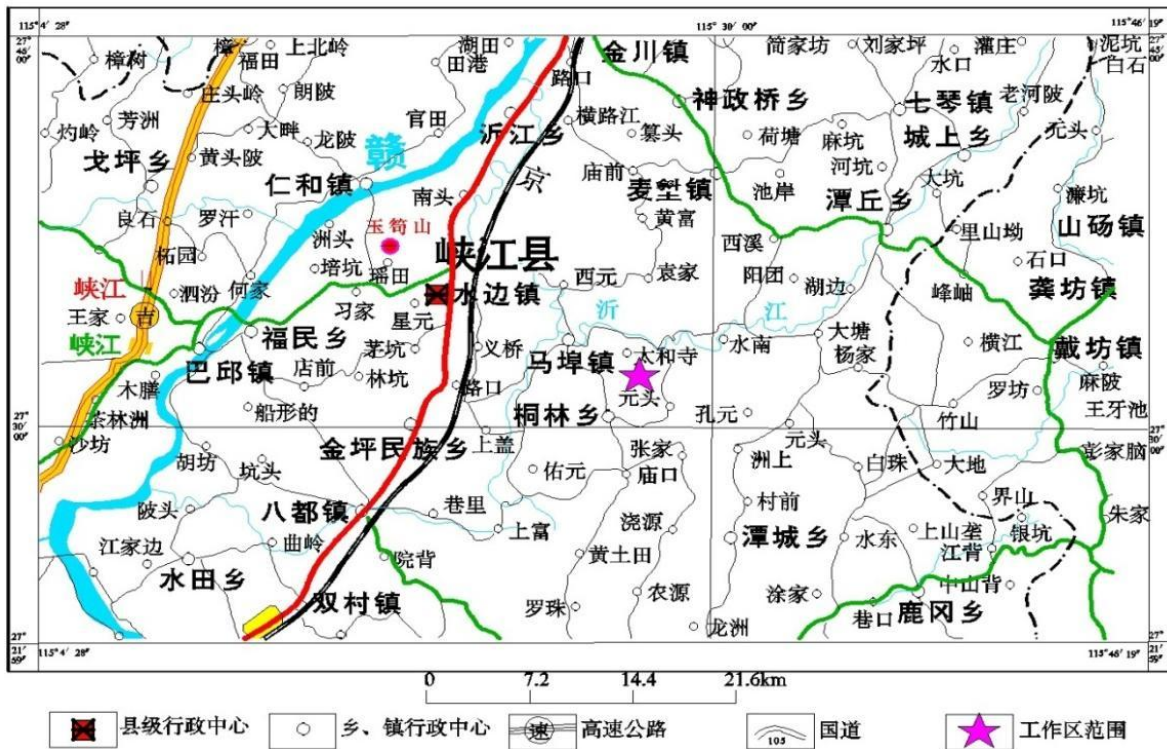 115°4′28″
115°30′00″
115°46′19″
27°48′00″
樟
上北岭
湖田
金川镇
简家坊
刘家坪
灌庄
泥坑
樟树
福田
田港
路口
水口
白石
庄头岭
朗陂
神政桥乡
七琴镇
老河陂
芳洲
灼岭
大畔
官田
沂江乡
横路江
城上乡
龙陂
篡头
荷塘
麻坑
元头
戈坪乡
黄头陂
赣
京
庙前
河坑
仁和镇
南头
麦堃镇
池岸
大坑
濂坑
潭丘乡
良石
罗汗
玉笥山
黄富
山砀镇
洲头
西溪
里山坳
柘园
峡江县
培坑
瑶田
石口
峡江
泗汾
何家
水边镇
西元
袁家
阳团
湖边
峰岫
龚坊镇
习家
王家
吉
星元
沂
江
峡江
福民乡
大塘
茅坑
义桥
马埠镇
太和寺
水南
横江
戴坊镇
巴邱镇
杨家
店前
林坑
麻陂
木膳
路口
元头
罗坊
船形的
桐林乡
孔元
竹山
王牙池
茶林洲
27°30′00″
金坪民族乡
上盖
元头
27°30′00″
沙坊
张家
彭家脑
胡坊
坑头
佑元
庙口
洲上
白珠
大地
界山
陂头
八都镇
巷里
村前
朱家
上富
浇源
上山垄
银坑
江家边
曲岭
潭城乡
水东
江背
院背
黄土田
水田乡
中山背
双村镇
罗珠
农源
涂家
巷口
鹿冈乡
龙洲
27°21′59″
115°4′28″
115°46′19″
27°21′59″
0 7.2 14.4 21.6km
县级行政中心
乡、镇行政中心
速
高速公路
105
国道
工作区范围